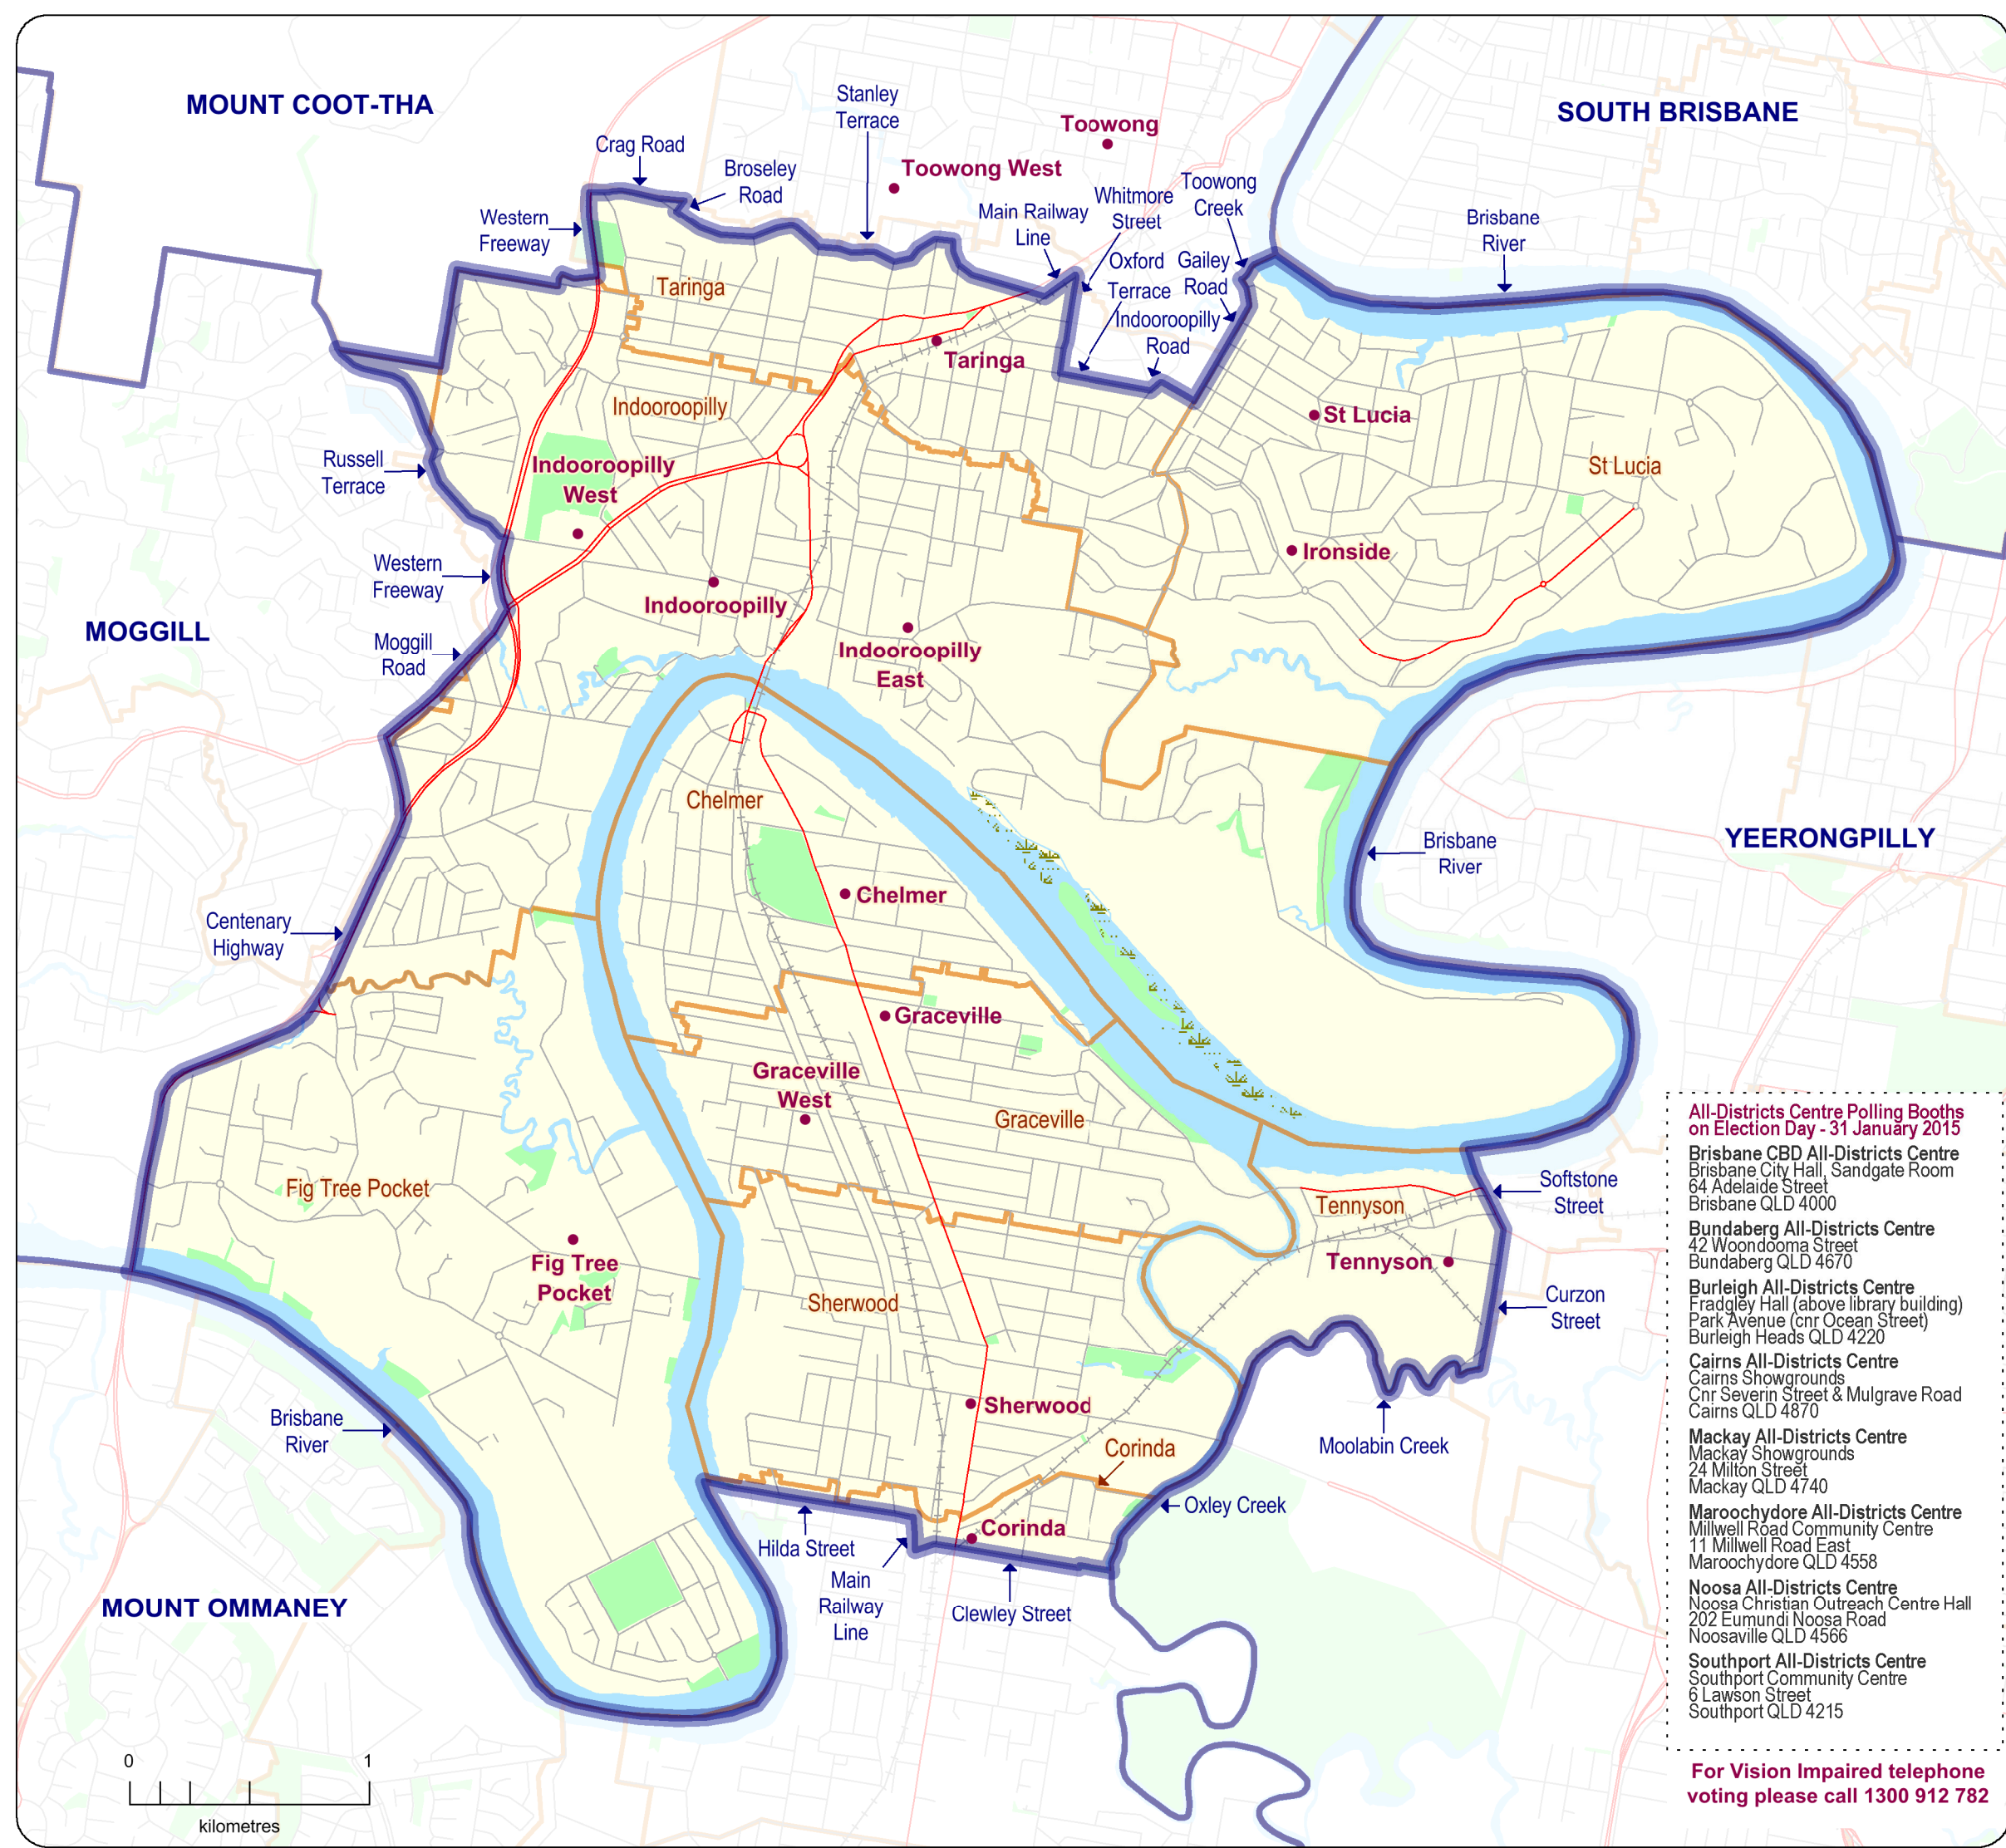 MOUNT COOT-THA
SOUTH BRISBANE
Stanley
Terrace
Toowong
Crag Road
Toowong West
Broseley
Road
Whitmore
Street
Toowong
Creek
Western
Freeway
Main Railway
Line
Brisbane
River
Oxford
Terrace
Gailey
Road
Taringa
Indooroopilly
Road
Taringa
Indooroopilly
St Lucia
Russell
Terrace
Indooroopilly
West
St Lucia
Ironside
Western
Freeway
Indooroopilly
MOGGILL
Moggill
Road
Indooroopilly
East
Chelmer
YEERONGPILLY
Brisbane
River
Chelmer
Centenary
Highway
Graceville
Graceville
West
Graceville
Fig Tree Pocket
Softstone
Street
Tennyson
Fig Tree
Pocket
Tennyson
Sherwood
Curzon
Street
Brisbane
River
Sherwood
Moolabin Creek
Corinda
Oxley Creek
Corinda
Hilda Street
Main
Railway
Line
Clewley Street
MOUNT OMMANEY
All-Districts Centre Polling Booths
on Election Day - 31 January 2015
Brisbane CBD All-Districts Centre
Brisbane City Hall, Sandgate Room
64 Adelaide Street
Brisbane QLD 4000
Bundaberg All-Districts Centre
42 Woondooma Street
Bundaberg QLD 4670
Burleigh All-Districts Centre
Fradgley Hall (above library building)
Park Avenue (cnr Ocean Street)
Burleigh Heads QLD 4220
Cairns All-Districts Centre
Cairns Showgrounds
Cnr Severin Street & Mulgrave Road
Cairns QLD 4870
Mackay All-Districts Centre
Mackay Showgrounds
24 Milton Street
Mackay QLD 4740
Maroochydore All-Districts Centre
Millwell Road Community Centre
11 Millwell Road East
Maroochydore QLD 4558
Noosa All-Districts Centre
Noosa Christian Outreach Centre Hall
202 Eumundi Noosa Road
Noosaville QLD 4566
Southport All-Districts Centre
Southport Community Centre
6 Lawson Street
Southport QLD 4215
For Vision Impaired telephone
voting please call 1300 912 782
0 1
kilometres